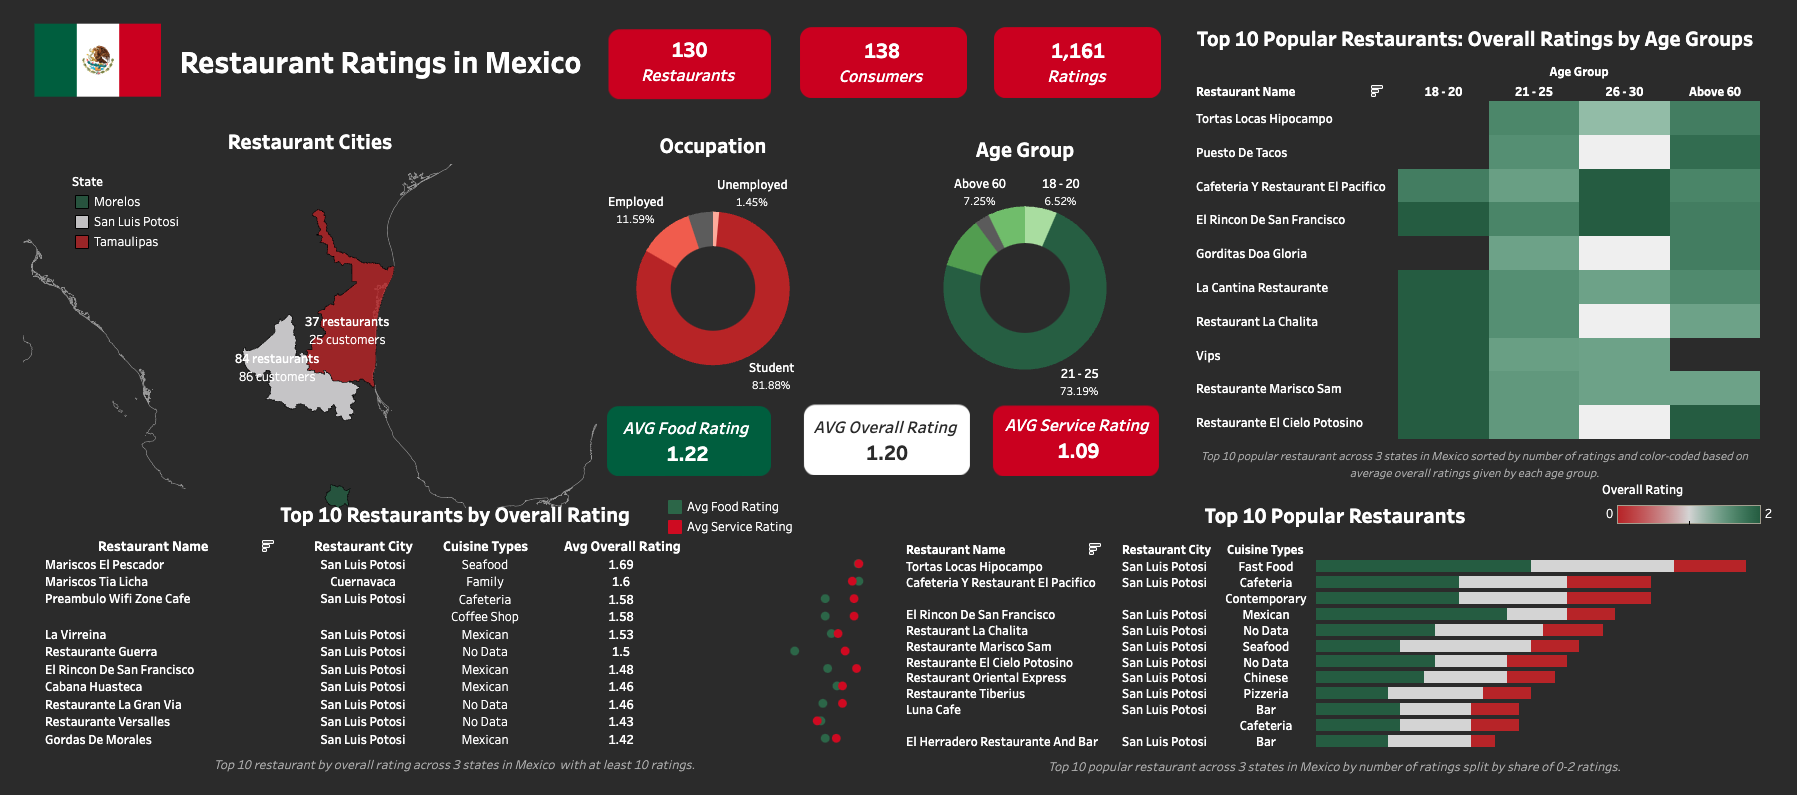 Restaurant Ratings in Mexico
130
Restaurants
138
Consumers
1,161
Ratings
Restaurant Cities
State
Morelos
San Luis Potosi
Tamaulipas
37 restaurants
25 customers
84 restaurants
86 customers
Occupation
Unemployed
1.45%
Employed
11.59%
Student
81.88%
Age Group
Above 60
7.25%
18 - 20
6.52%
21 - 25
73.19%
AVG Food Rating
1.22
AVG Overall Rating
1.20
AVG Service Rating
1.09
Top 10 Popular Restaurants: Overall Ratings by Age Groups
Age Group
Restaurant Name 18 - 20 21 - 25 26 - 30 Above 60
Tortas Locas Hipocampo
Puesto De Tacos
Cafeteria Y Restaurant El Pacifico
El Rincon De San Francisco
Gorditas Doa Gloria
La Cantina Restaurante
Restaurant La Chalita
Vips
Restaurante Marisco Sam
Restaurante El Cielo Potosino
Top 10 popular restaurant across 3 states in Mexico sorted by number of ratings and color-coded based on
average overall ratings given by each age group.
Overall Rating
0 2
Top 10 Restaurants by Overall Rating
Avg Food Rating
Avg Service Rating
Restaurant Name Restaurant City Cuisine Types Avg Overall Rating
Mariscos El Pescador San Luis Potosi Seafood 1.69
Mariscos Tia Licha Cuernavaca Family 1.6
Preambulo Wifi Zone Cafe San Luis Potosi Cafeteria 1.58
Coffee Shop 1.58
La Virreina San Luis Potosi Mexican 1.53
Restaurante Guerra San Luis Potosi No Data 1.5
El Rincon De San Francisco San Luis Potosi Mexican 1.48
Cabana Huasteca San Luis Potosi Mexican 1.46
Restaurante La Gran Via San Luis Potosi No Data 1.46
Restaurante Versalles San Luis Potosi No Data 1.43
Gordas De Morales San Luis Potosi Mexican 1.42
Top 10 restaurant by overall rating across 3 states in Mexico with at least 10 ratings.
Top 10 Popular Restaurants
Restaurant Name Restaurant City Cuisine Types
Tortas Locas Hipocampo San Luis Potosi Fast Food
Cafeteria Y Restaurant El Pacifico San Luis Potosi Cafeteria
Contemporary
El Rincon De San Francisco San Luis Potosi Mexican
Restaurant La Chalita San Luis Potosi No Data
Restaurante Marisco Sam San Luis Potosi Seafood
Restaurante El Cielo Potosino San Luis Potosi No Data
Restaurant Oriental Express San Luis Potosi Chinese
Restaurante Tiberius San Luis Potosi Pizzeria
Luna Cafe San Luis Potosi Bar
Cafeteria
El Herradero Restaurante And Bar San Luis Potosi Bar
Top 10 popular restaurant across 3 states in Mexico by number of ratings split by share of 0-2 ratings.